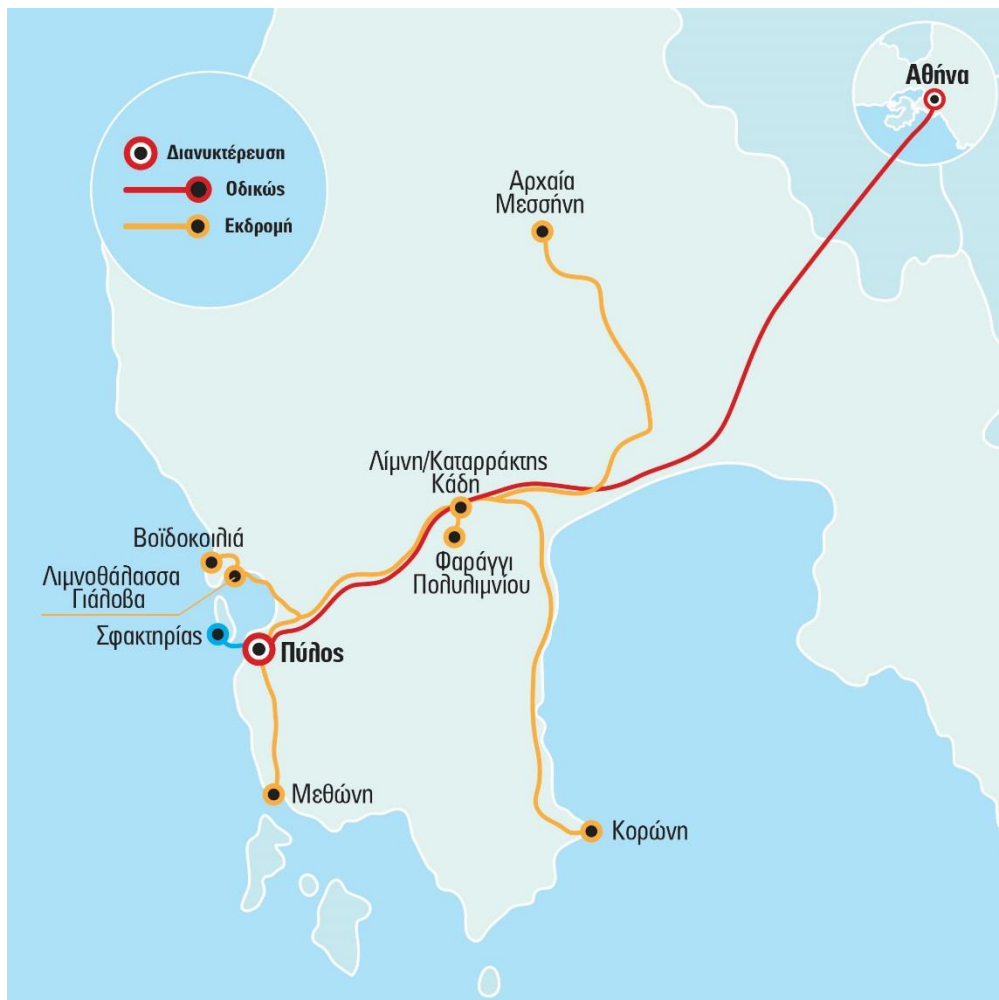 Αθήνα
Διανυκτέρευση
Οδικώς
Εκδρομή
Αρχαία
Μεσσήνη
Λίμνη/Καταρράκτης
Κάδη
Φαράγγι
Πολυλιμνίου
Βοϊδοκοιλιά
Λιμνοθάλασσα
Γιάλοβα
Σφακτηρίας
Πύλος
Μεθώνη
Κορώνη